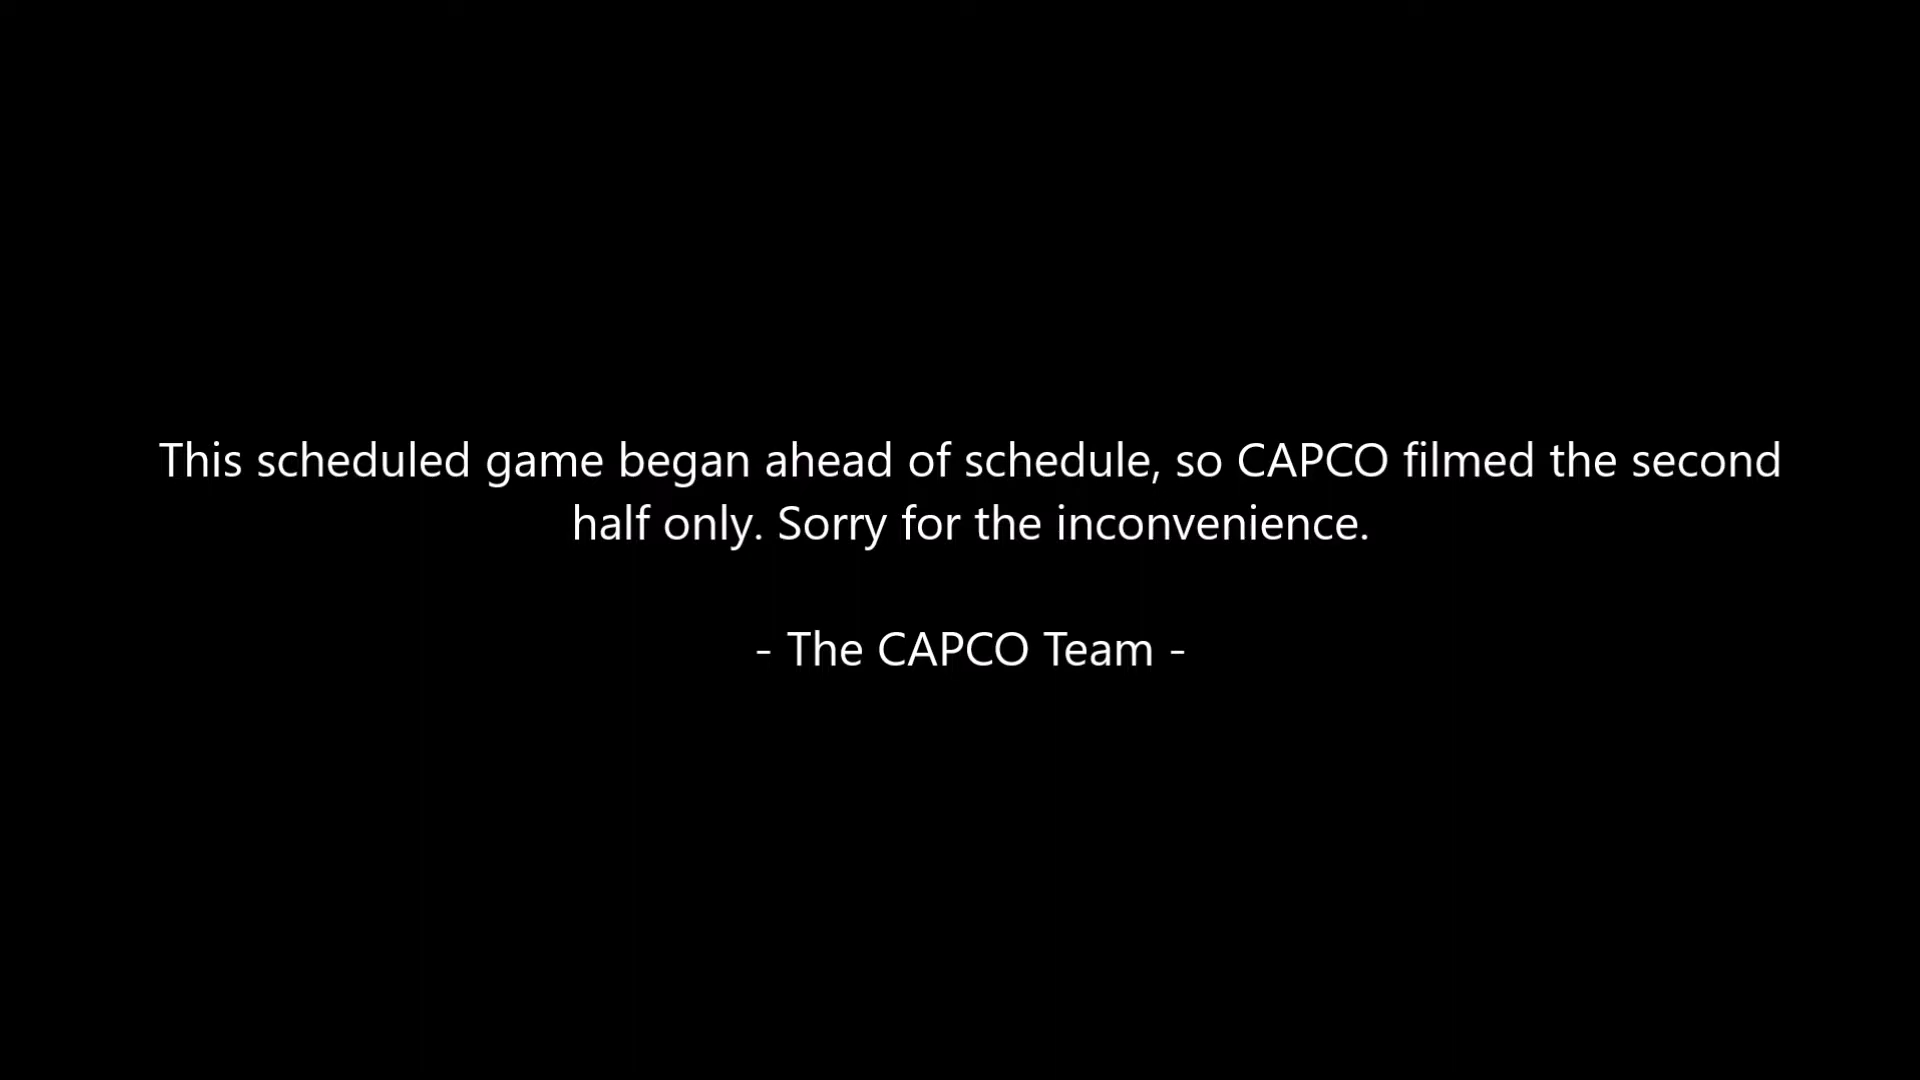 This scheduled game began ahead of schedule, so CAPCO filmed the second
half only. Sorry for the inconvenience.
- The CAPCO Team -